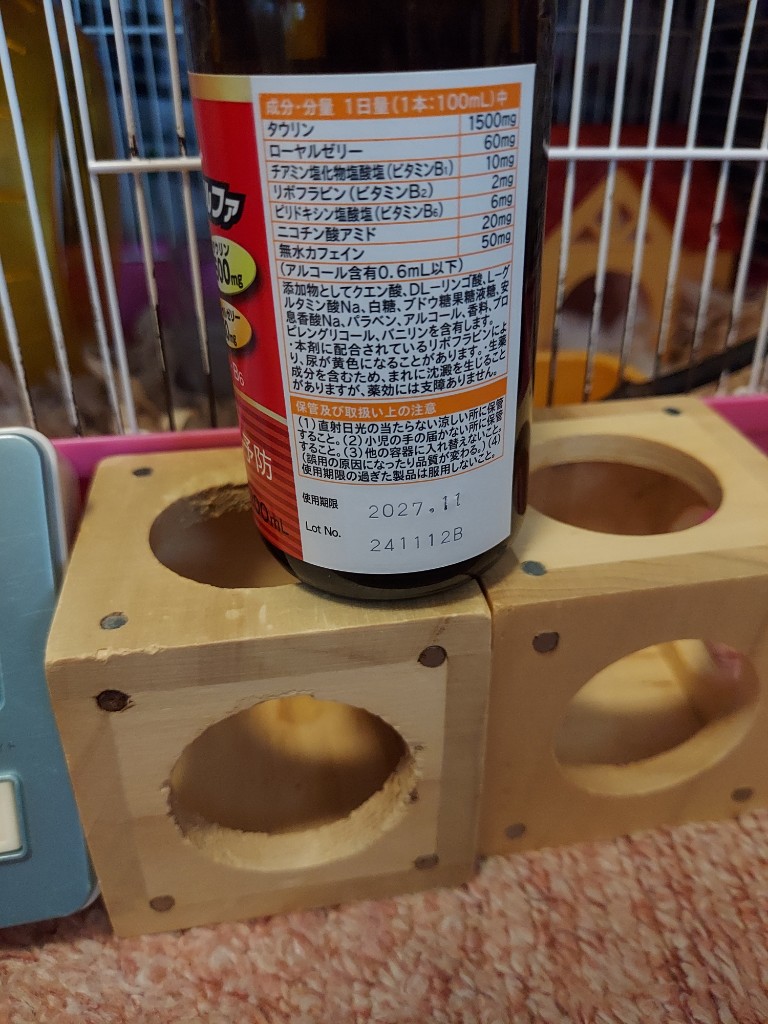 成分・分量 1日量(1本:100mL)中
タウリン 1500mg
ローヤルゼリー 60mg
チアミン塩化物塩酸塩(ビタミンB₁) 10mg
リボフラビン(ビタミンB₂) 2mg
ピリドキシン塩酸塩(ビタミンB₆) 6mg
ニコチン酸アミド 20mg
無水カフェイン 50mg
(アルコール含有0.6mL以下)
添加物としてクエン酸、DL-リンゴ酸、L-グ
ルタミン酸Na、白糖、ブドウ糖果糖液糖、安
息香酸Na、パラベン、アルコール、香料、プロ
ピレングリコール、バニリンを含有します。
・本剤に配合されているリボフラビンによ
り、尿が黄色になることがあります。・生薬
成分を含むため、まれに沈澱を生じること
がありますが、薬効には支障ありません。
保管及び取扱い上の注意
(1)直射日光の当たらない涼しい所に保管
すること。(2)小児の手の届かない所に保管
すること。(3)他の容器に入れ替えないこと。
(誤用の原因になったり品質が変わる。)(4)
使用期限の過ぎた製品は服用しないこと。
使用期限 2027.11
Lot No. 241112B
ファ
00mg
B₆
予防
00mL